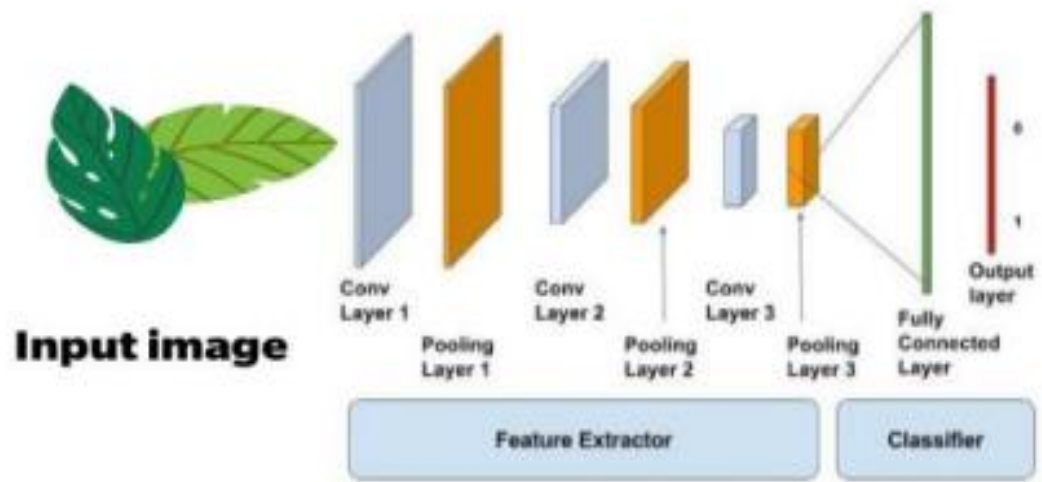 Input image
Conv
Layer 1
Pooling
Layer 1
Conv
Layer 2
Pooling
Layer 2
Conv
Layer 3
Pooling
Layer 3
Fully
Connected
Layer
Output
layer
0
1
Feature Extractor
Classifier